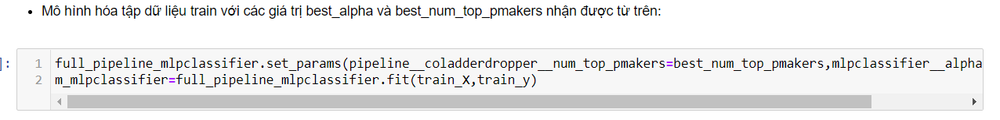 Mô hình hóa tập dữ liệu train với các giá trị best_alpha và best_num_top_pmakers nhận được từ trên:
]:
1 full_pipeline_mlpclassifier.set_params(pipeline__coladderdropper__num_top_pmakers=best_num_top_pmakers,mlpclassifier__alpha
2 m_mlpclassifier=full_pipeline_mlpclassifier.fit(train_X,train_y)